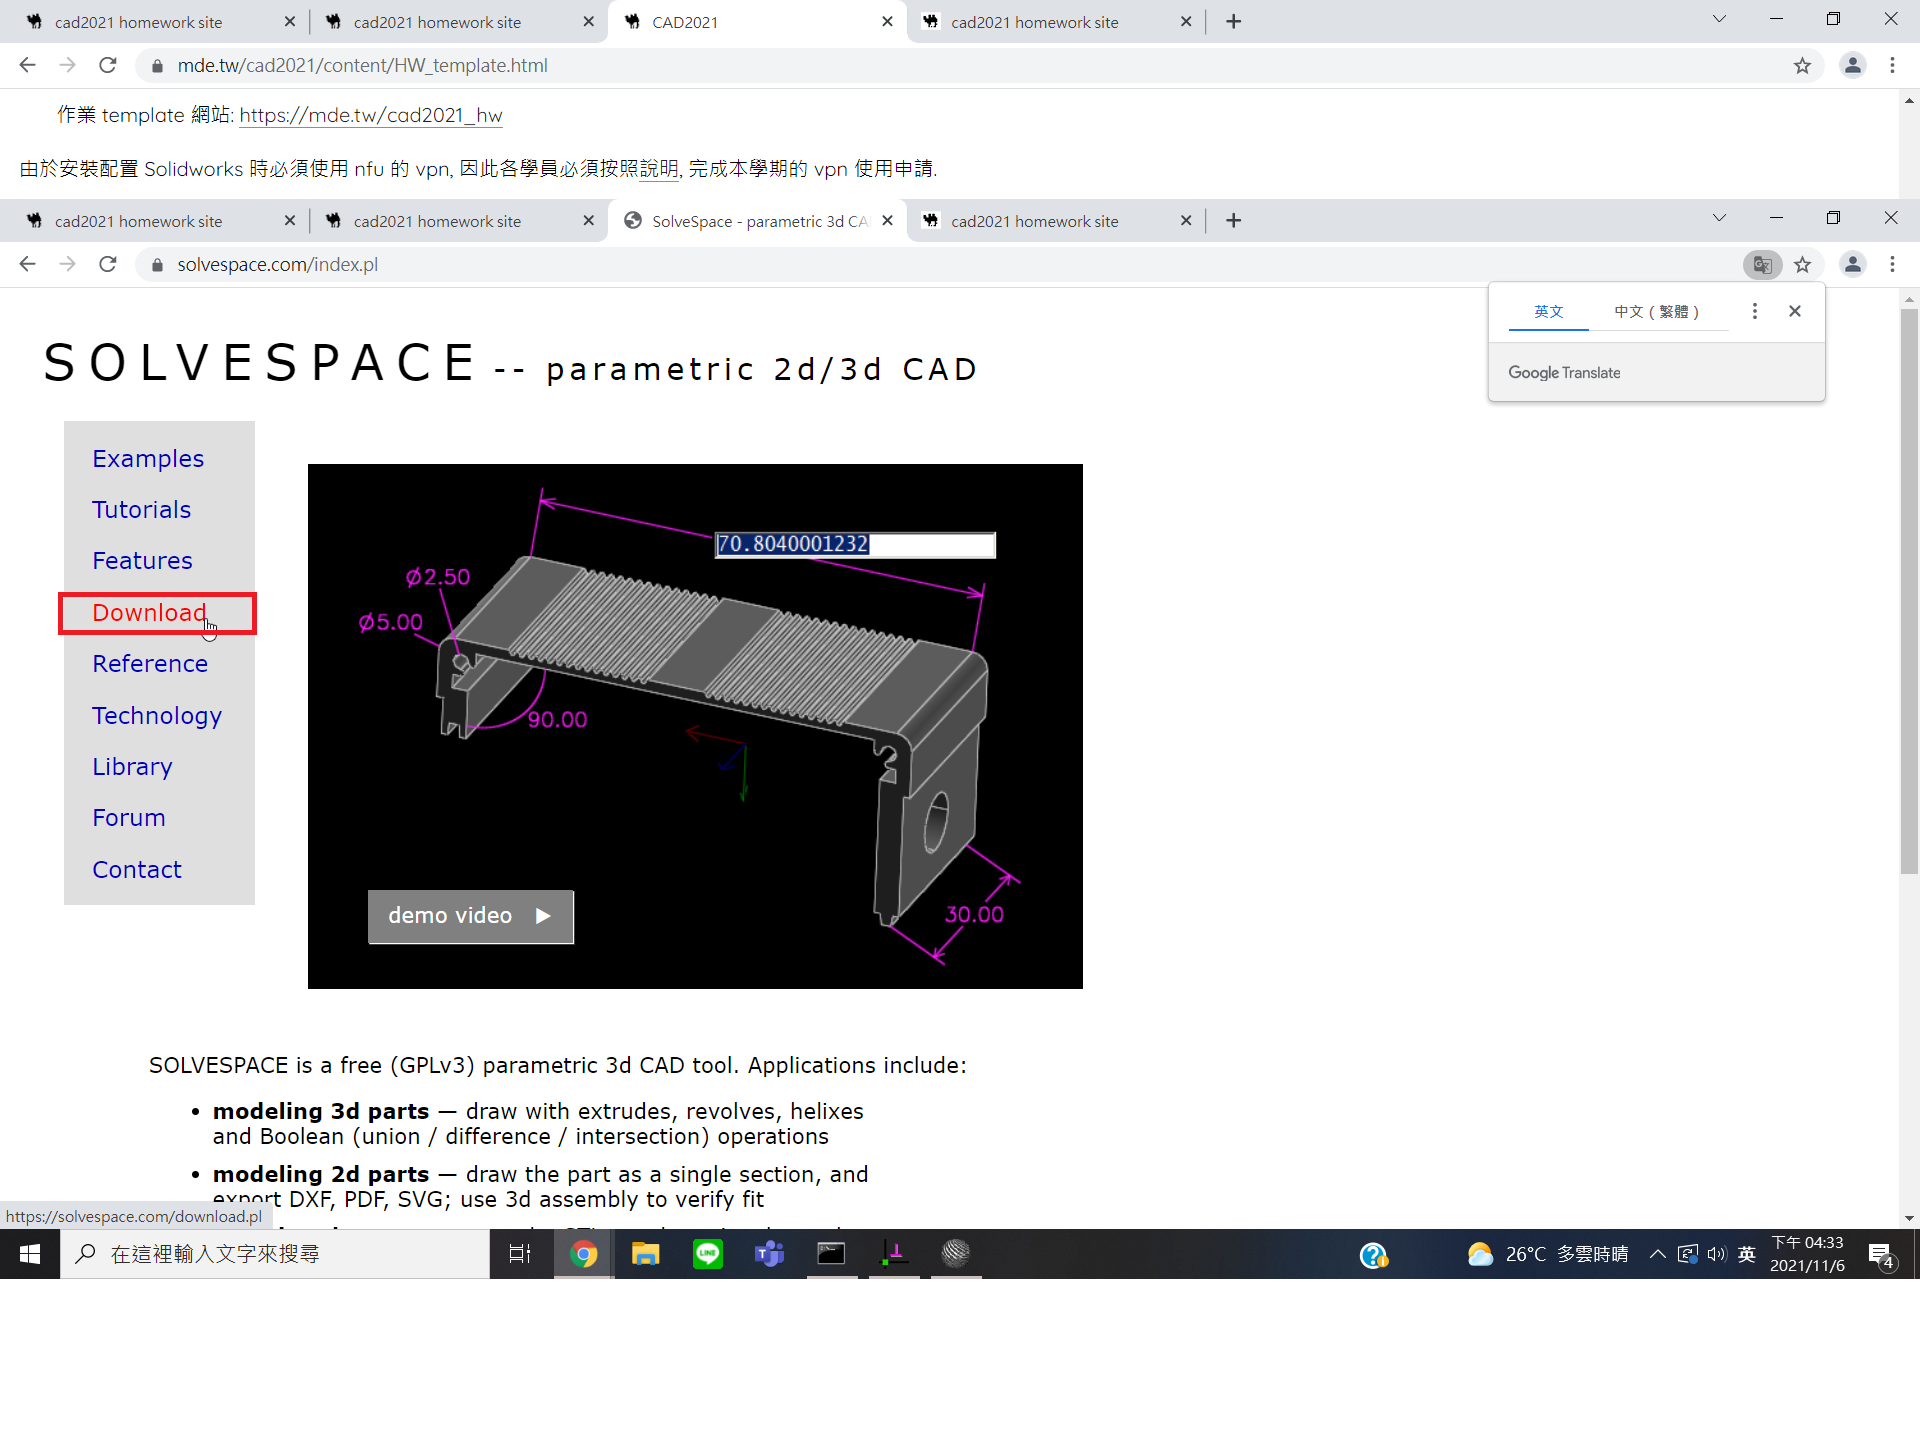 cad2021 homework site
cad2021 homework site
CAD2021
cad2021 homework site
mde.tw/cad2021/content/HW_template.html
作業 template 網站: https://mde.tw/cad2021_hw
由於安裝配置 Solidworks 時必須使用 nfu 的 vpn, 因此各學員必須按照說明, 完成本學期的 vpn 使用申請.
cad2021 homework site
cad2021 homework site
SolveSpace - parametric 3d CA
cad2021 homework site
solvespace.com/index.pl
英文
中文 ( 繁體 )
Google Translate
SOLVESPACE -- parametric 2d/3d CAD
Examples
Tutorials
Features
Download
Reference
Technology
Library
Forum
Contact
70.8040001232
Ø2.50
Ø5.00
90.00
30.00
demo video
SOLVESPACE is a free (GPLv3) parametric 3d CAD tool. Applications include:
• modeling 3d parts — draw with extrudes, revolves, helixes
and Boolean (union / difference / intersection) operations
• modeling 2d parts — draw the part as a single section, and
export DXF, PDF, SVG; use 3d assembly to verify fit
https://solvespace.com/download.pl
在這裡輸入文字來搜尋
LINE
26°C 多雲時晴
英
下午 04:33
2021/11/6
4